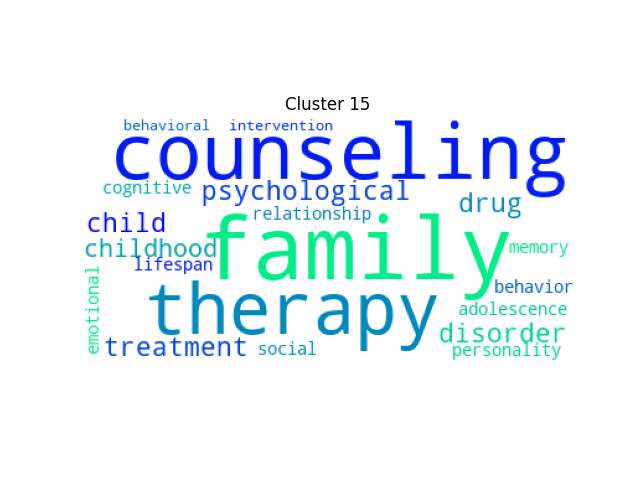 Cluster 15
behavioral intervention
counseling
cognitive psychological
drug
relationship
child
family
childhood
memory
lifespan
emotional
behavior
therapy
adolescence
disorder
treatment
social
personality